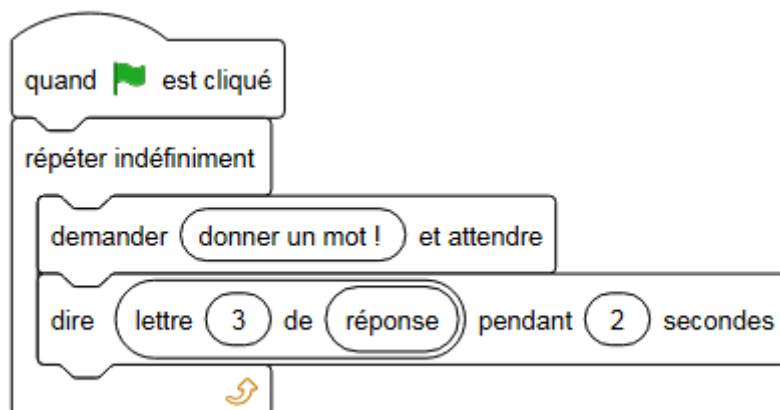 quand est cliqué
répéter indéfiniment
demander donner un mot ! et attendre
dire lettre 3 de réponse pendant 2 secondes